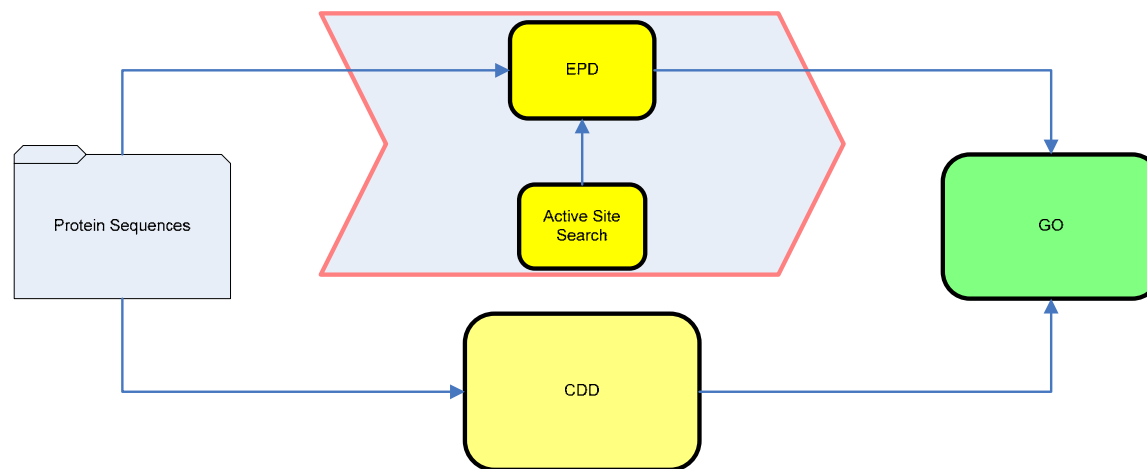 EPD
Protein Sequences
Active Site
Search
GO
CDD